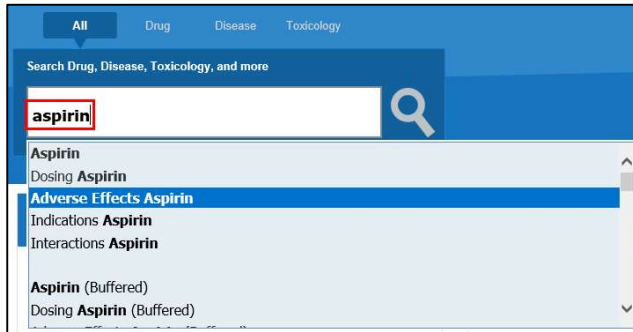 All Drug Disease Toxicology
Search Drug, Disease, Toxicology, and more
aspirin
Aspirin
Dosing Aspirin
Adverse Effects Aspirin
Indications Aspirin
Interactions Aspirin
Aspirin (Buffered)
Dosing Aspirin (Buffered)